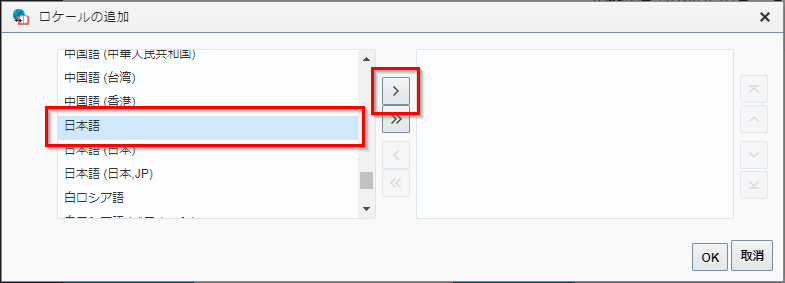 ロケールの追加
中国語 (中華人民共和国)
中国語 (台湾)
中国語 (香港)
日本語
日本語 (日本)
日本語 (日本,JP)
白ロシア語
OK
取消